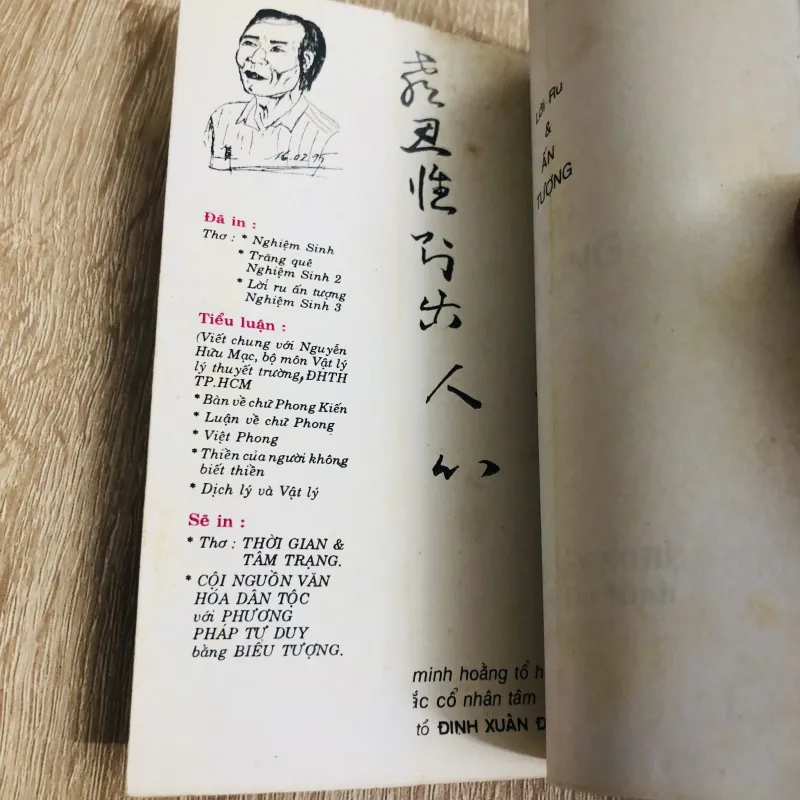 16.02.95
Đã in :
Thơ : * Nghiệm Sinh
* Trăng quê
Nghiệm Sinh 2
* Lời ru ấn tượng
Nghiệm Sinh 3
Tiểu luận :
(Viết chung với Nguyễn
Hữu Mạc, bộ môn Vật lý
lý thuyết trường, ĐHTH
TP.HCM
* Bàn về chữ Phong Kiến
* Luận về chữ Phong
* Việt Phong
* Thiền của người không
biết thiền
* Dịch lý và Vật lý
Sẽ in :
* Thơ : THỜI GIAN &
TÂM TRẠNG.
* CỘI NGUỒN VĂN
HÓA DÂN TỘC
với PHƯƠNG
PHÁP TƯ DUY
bằng BIỂU TƯỢNG.
人
心
minh hoằng tổ h
ắc cổ nhân tâm
tổ ĐINH XUÂN Đ
Lời Ru
&
ẤN
TƯỢNG